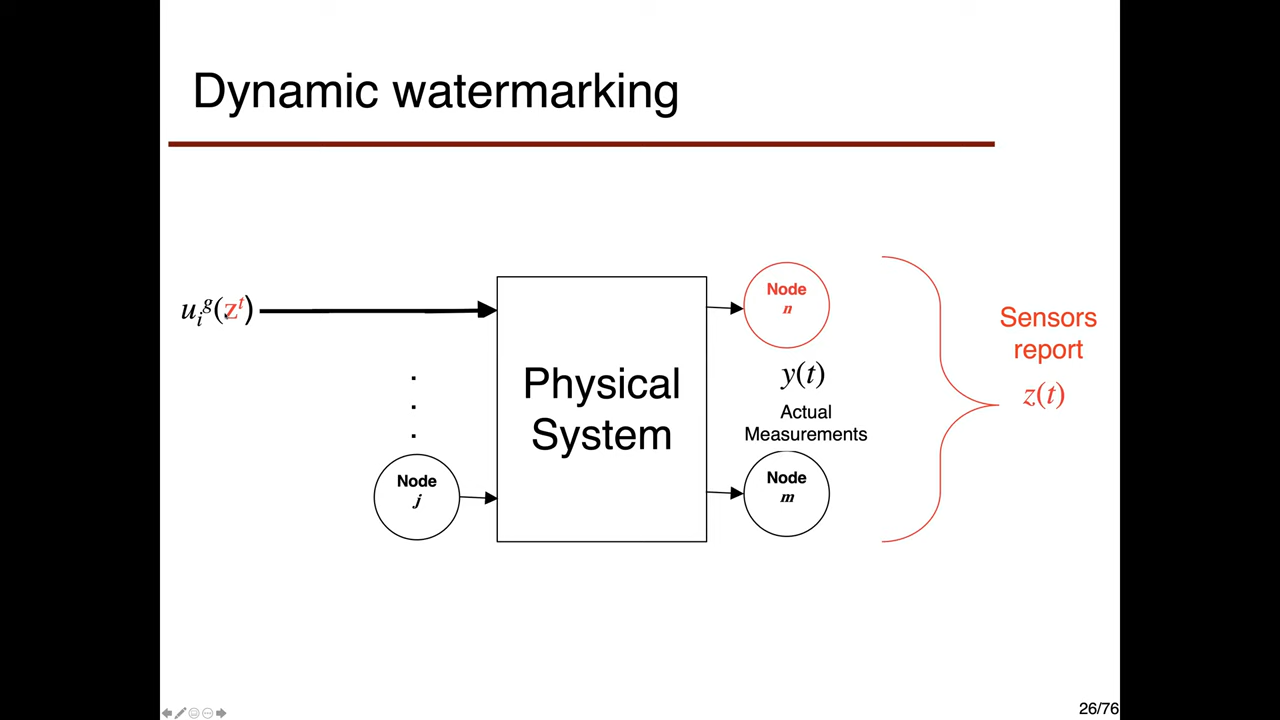 Dynamic watermarking
uᵢᵍ(zᵗ)
.
.
.
Node
j
Physical
System
Node
n
y(t)
Actual
Measurements
Node
m
Sensors
report
z(t)
26/76